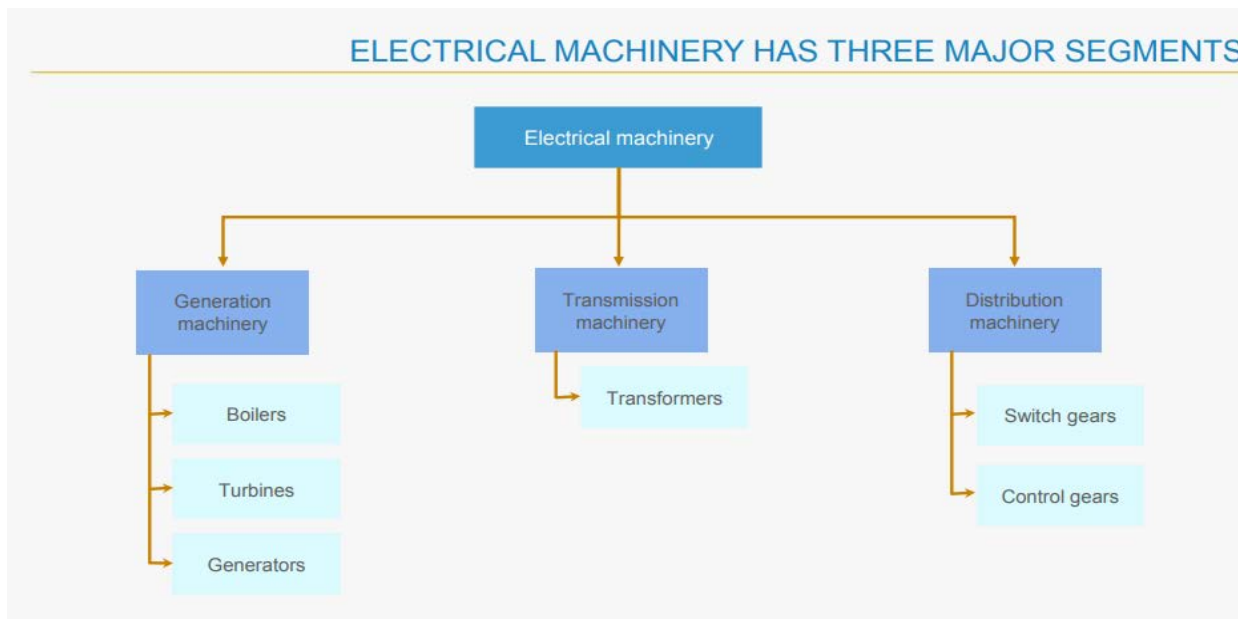 ELECTRICAL MACHINERY HAS THREE MAJOR SEGMENTS
Electrical machinery
Generation
machinery
Boilers
Turbines
Generators
Transmission
machinery
Transformers
Distribution
machinery
Switch gears
Control gears